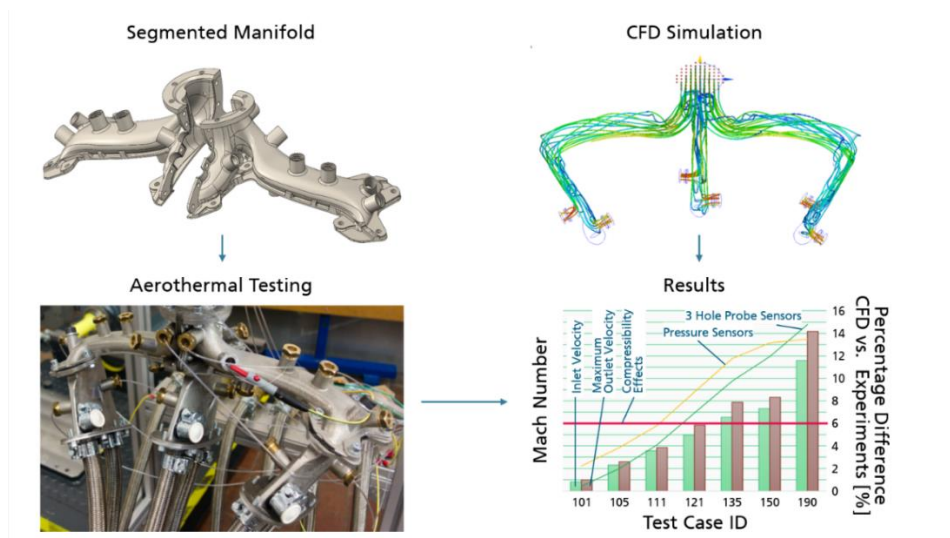 Segmented Manifold
CFD Simulation
Aerothermal Testing
Results
3 Hole Probe Sensors
Pressure Sensors
Inlet Velocity
Maximum
Outlet Velocity
Compressibility
Effects
Mach Number
16
14
12
10
8
6
4
2
0
Percentage Difference
CFD vs. Experiments [%]
101 105 111 121 135 150 190
Test Case ID